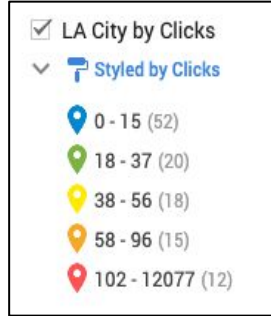 LA City by Clicks
Styled by Clicks
0 - 15 (52)
18 - 37 (20)
38 - 56 (18)
58 - 96 (15)
102 - 12077 (12)